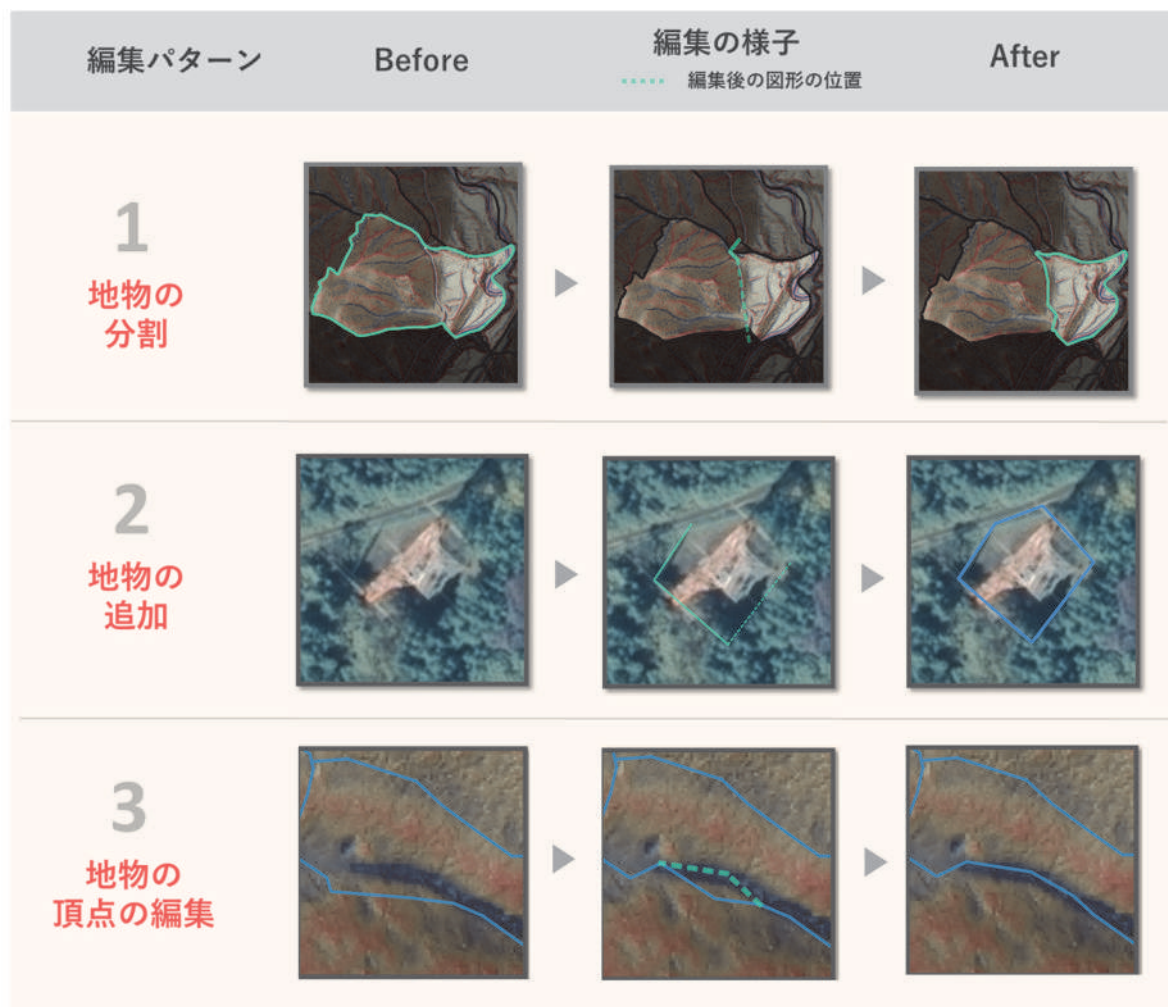 編集パターン
Before
編集の様子
編集後の図形の位置
After
1
地物の
分割
2
地物の
追加
3
地物の
頂点の編集